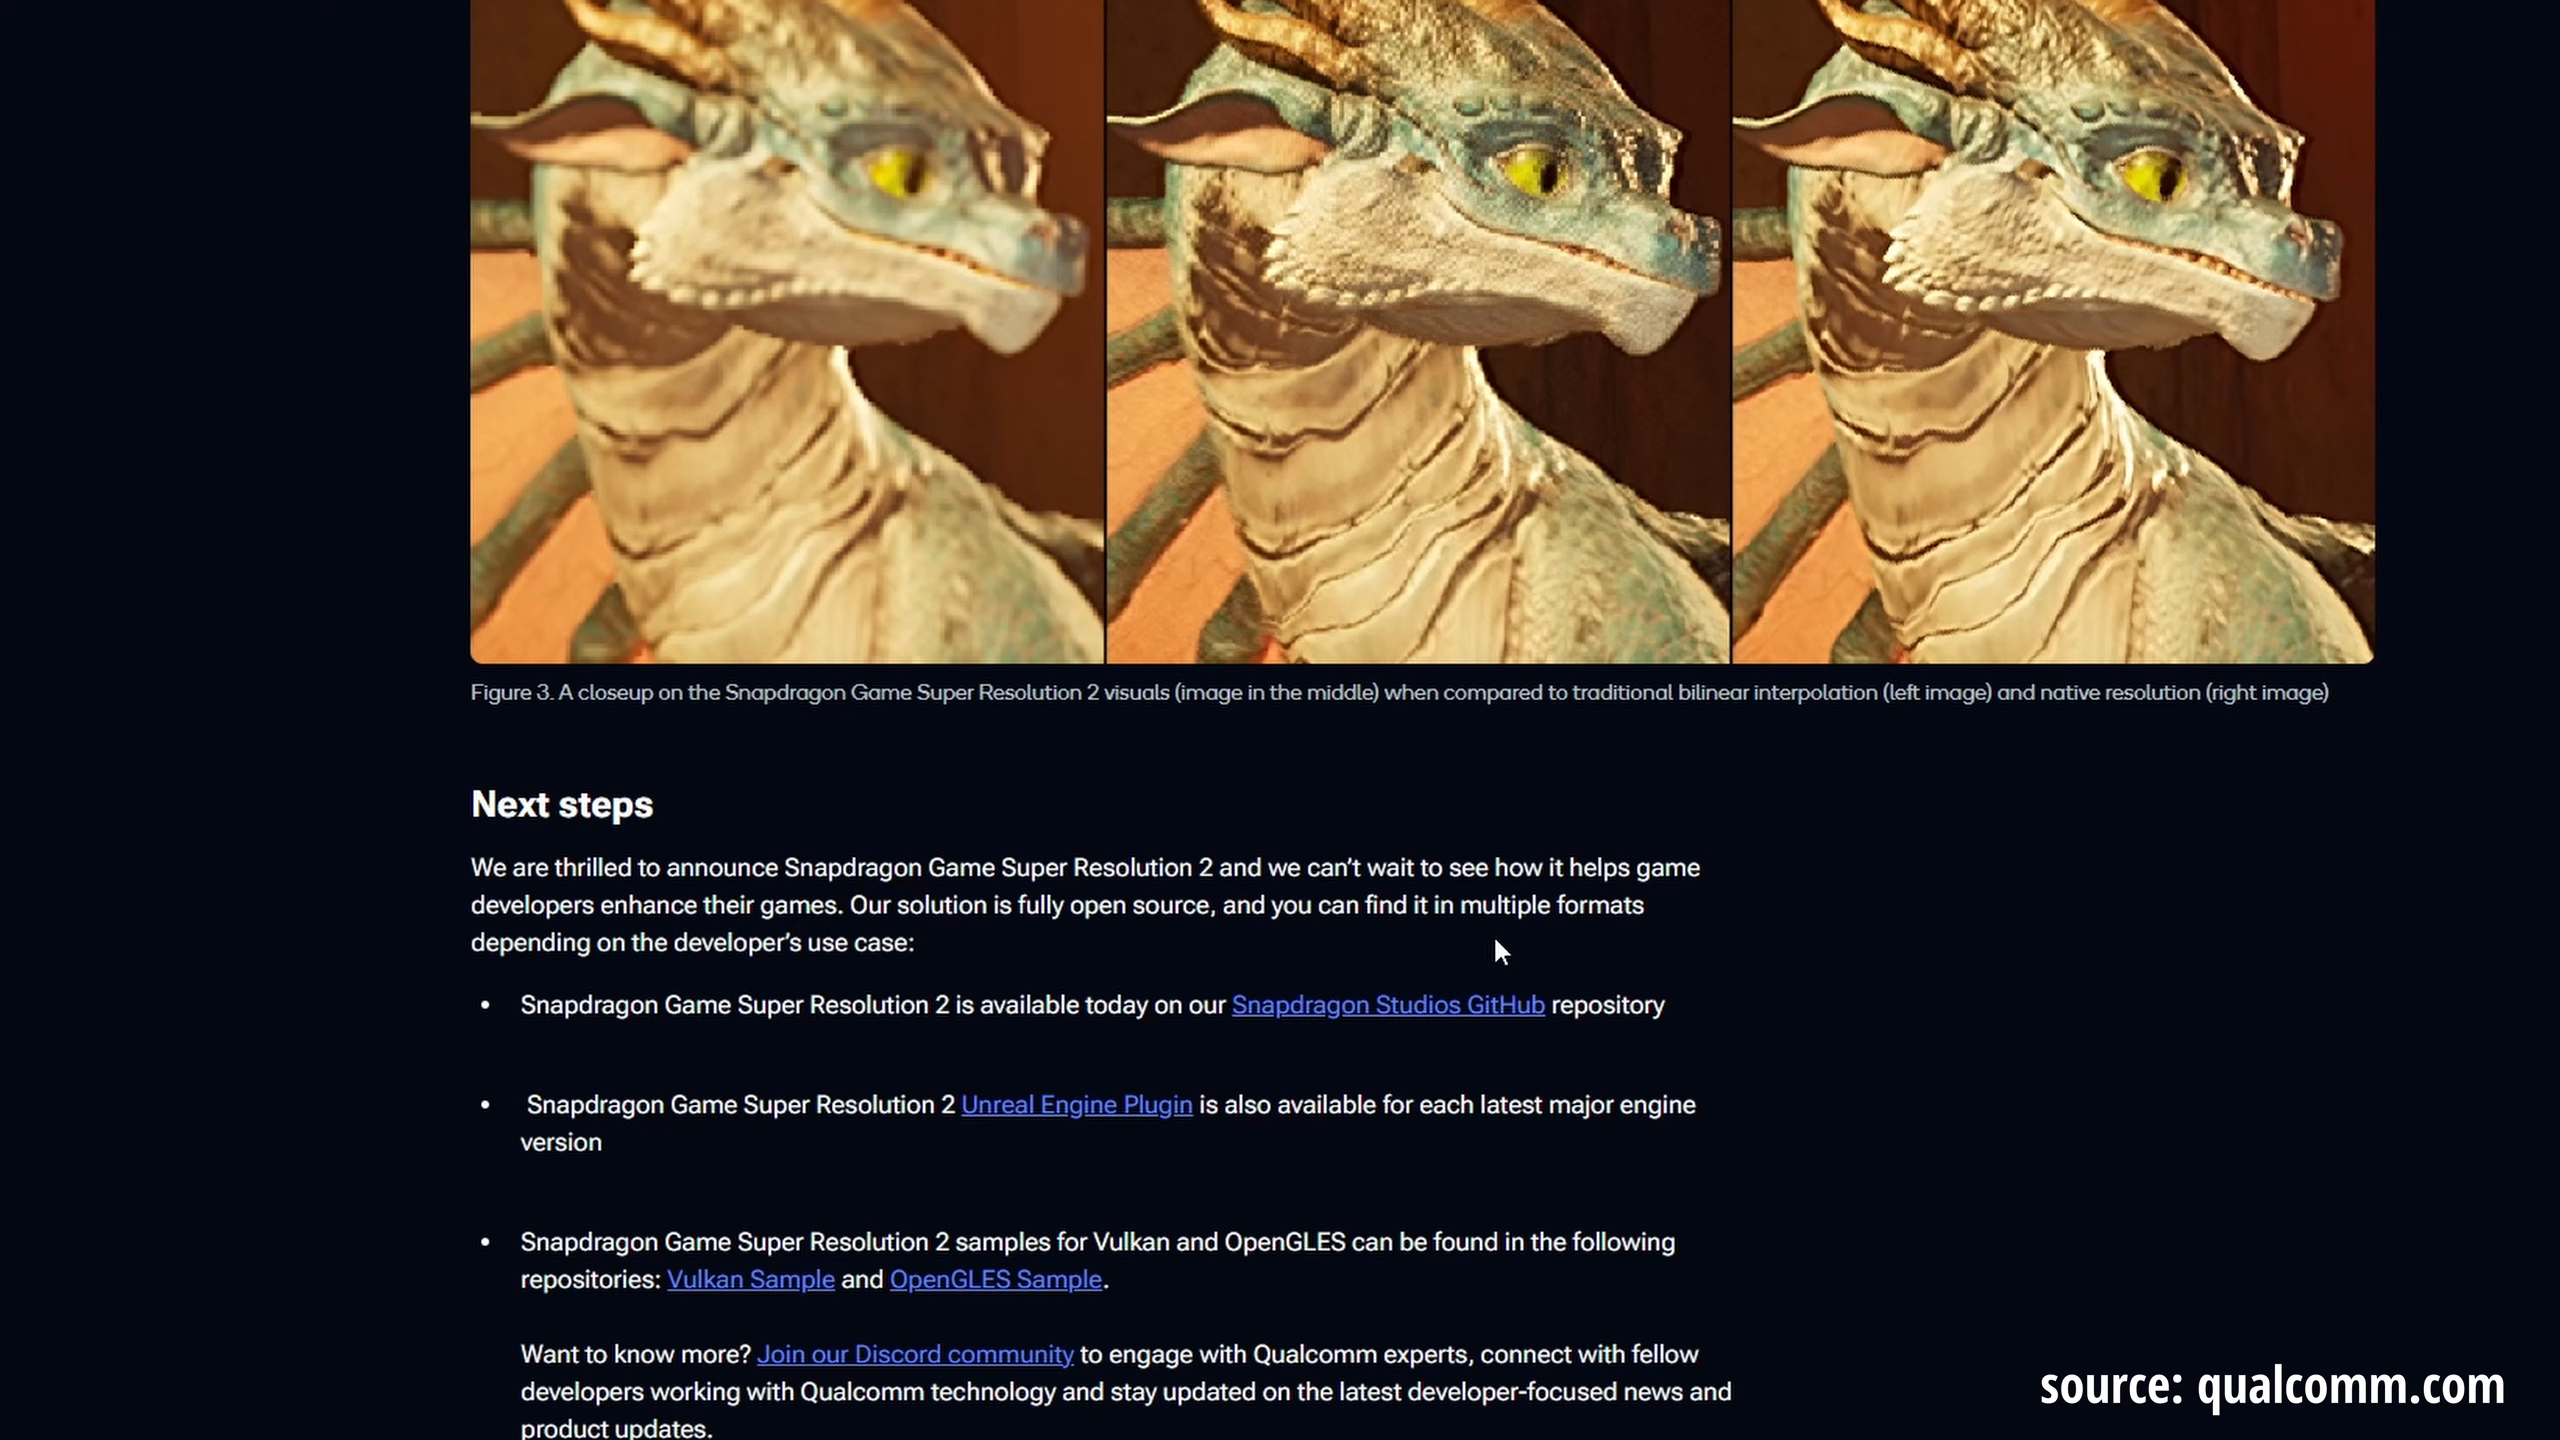 Figure 3. A closeup on the Snapdragon Game Super Resolution 2 visuals (image in the middle) when compared to traditional bilinear interpolation (left image) and native resolution (right image)
Next steps
We are thrilled to announce Snapdragon Game Super Resolution 2 and we can’t wait to see how it helps game
developers enhance their games. Our solution is fully open source, and you can find it in multiple formats
depending on the developer’s use case:
• Snapdragon Game Super Resolution 2 is available today on our Snapdragon Studios GitHub repository
• Snapdragon Game Super Resolution 2 Unreal Engine Plugin is also available for each latest major engine
version
• Snapdragon Game Super Resolution 2 samples for Vulkan and OpenGLES can be found in the following
repositories: Vulkan Sample and OpenGLES Sample.
Want to know more? Join our Discord community to engage with Qualcomm experts, connect with fellow
developers working with Qualcomm technology and stay updated on the latest developer-focused news and
product updates.
source: qualcomm.com